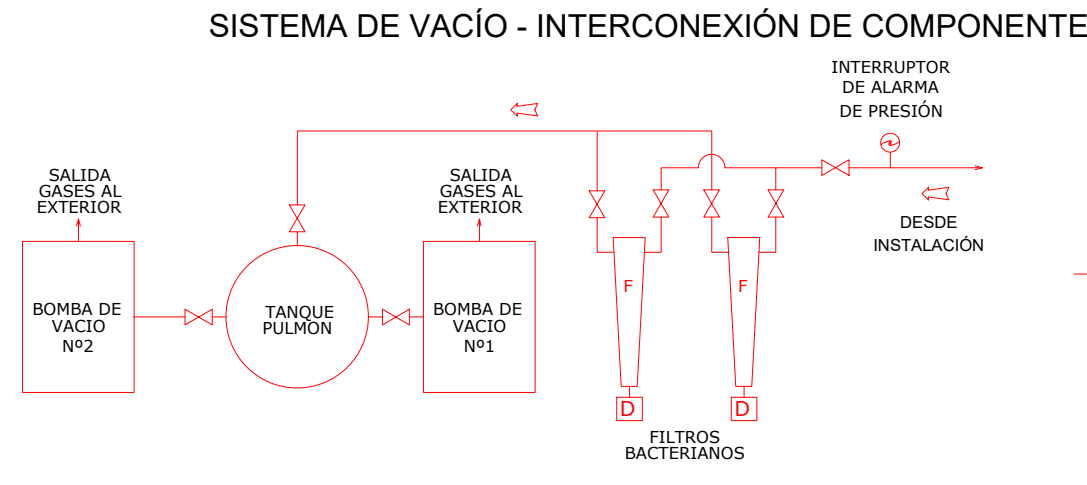 SISTEMA DE VACÍO - INTERCONEXIÓN DE COMPONENTE
INTERRUPTOR
DE ALARMA
DE PRESIÓN
SALIDA
GASES AL
EXTERIOR
SALIDA
GASES AL
EXTERIOR
DESDE
INSTALACIÓN
BOMBA DE
VACIO
Nº2
TANQUE
PULMON
BOMBA DE
VACIO
Nº1
F
F
D
D
FILTROS
BACTERIANOS